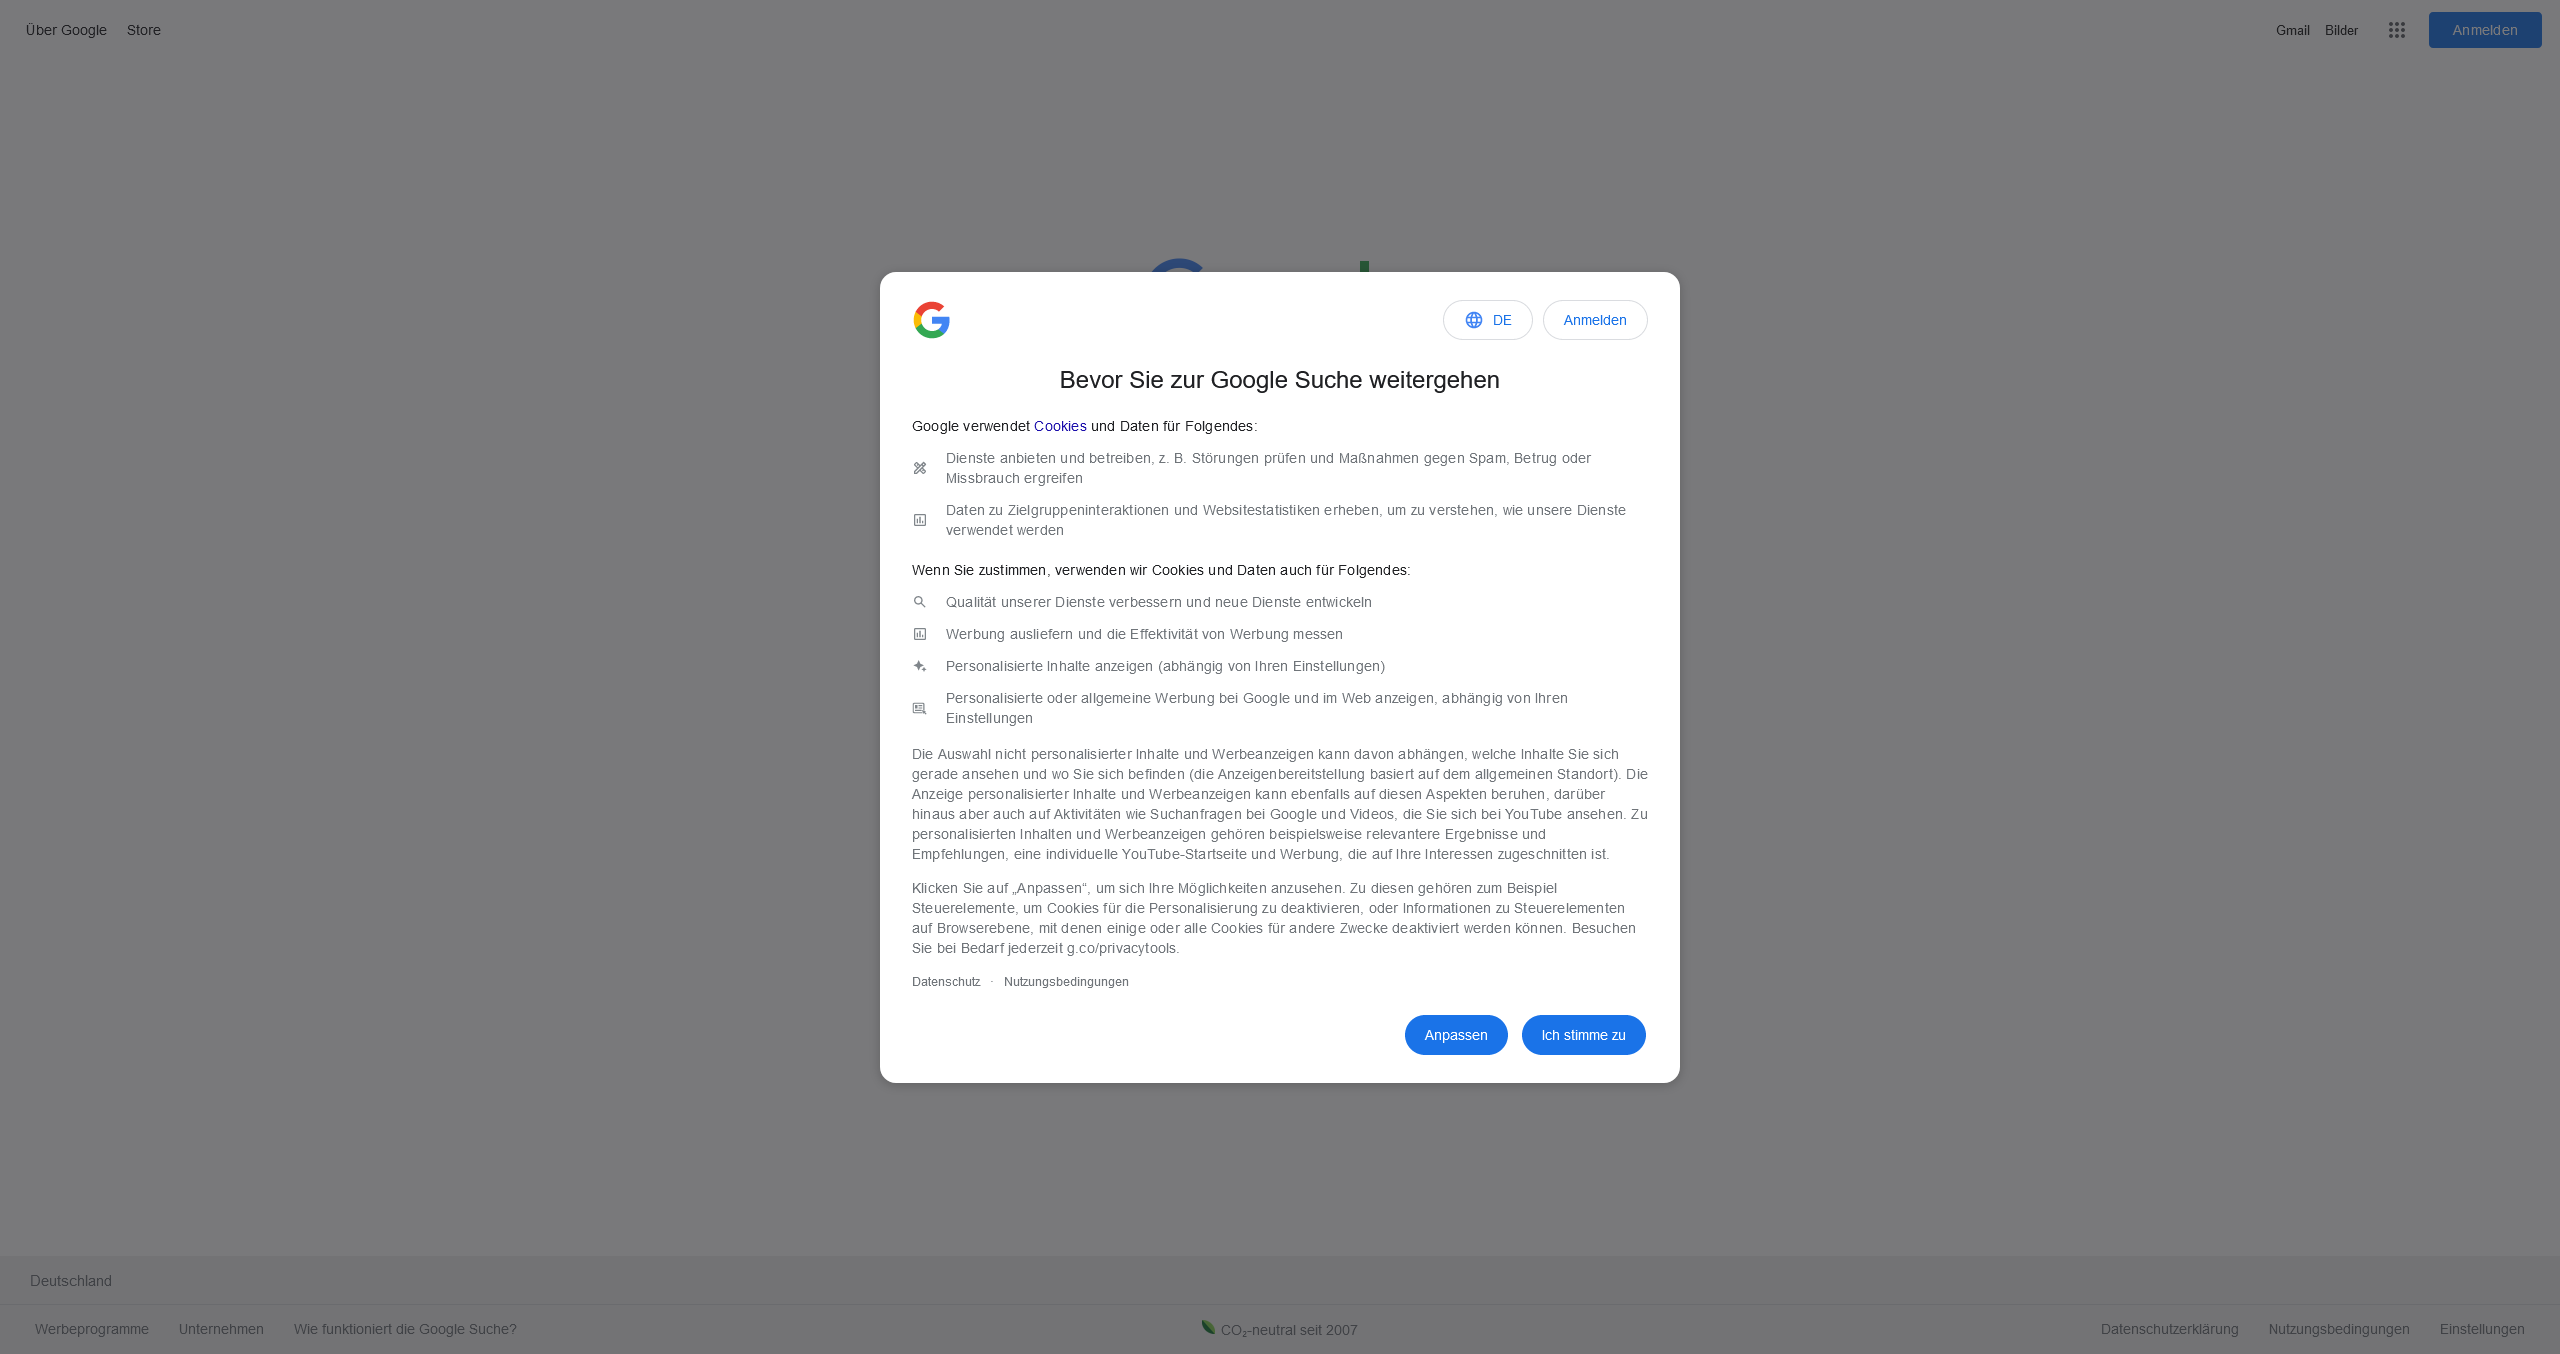 Über Google Store
Gmail Bilder Anmelden
DE Anmelden
Bevor Sie zur Google Suche weitergehen
Google verwendet Cookies und Daten für Folgendes:
Dienste anbieten und betreiben, z. B. Störungen prüfen und Maßnahmen gegen Spam, Betrug oder
Missbrauch ergreifen
Daten zu Zielgruppeninteraktionen und Websitestatistiken erheben, um zu verstehen, wie unsere Dienste
verwendet werden
Wenn Sie zustimmen, verwenden wir Cookies und Daten auch für Folgendes:
Qualität unserer Dienste verbessern und neue Dienste entwickeln
Werbung ausliefern und die Effektivität von Werbung messen
Personalisierte Inhalte anzeigen (abhängig von Ihren Einstellungen)
Personalisierte oder allgemeine Werbung bei Google und im Web anzeigen, abhängig von Ihren
Einstellungen
Die Auswahl nicht personalisierter Inhalte und Werbeanzeigen kann davon abhängen, welche Inhalte Sie sich
gerade ansehen und wo Sie sich befinden (die Anzeigenbereitstellung basiert auf dem allgemeinen Standort). Die
Anzeige personalisierter Inhalte und Werbeanzeigen kann ebenfalls auf diesen Aspekten beruhen, darüber
hinaus aber auch auf Aktivitäten wie Suchanfragen bei Google und Videos, die Sie sich bei YouTube ansehen. Zu
personalisierten Inhalten und Werbeanzeigen gehören beispielsweise relevantere Ergebnisse und
Empfehlungen, eine individuelle YouTube-Startseite und Werbung, die auf Ihre Interessen zugeschnitten ist.
Klicken Sie auf „Anpassen“, um sich Ihre Möglichkeiten anzusehen. Zu diesen gehören zum Beispiel
Steuerelemente, um Cookies für die Personalisierung zu deaktivieren, oder Informationen zu Steuerelementen
auf Browserebene, mit denen einige oder alle Cookies für andere Zwecke deaktiviert werden können. Besuchen
Sie bei Bedarf jederzeit g.co/privacytools.
Datenschutz · Nutzungsbedingungen
Anpassen Ich stimme zu
Deutschland
Werbeprogramme Unternehmen Wie funktioniert die Google Suche? CO₂-neutral seit 2007 Datenschutzerklärung Nutzungsbedingungen Einstellungen